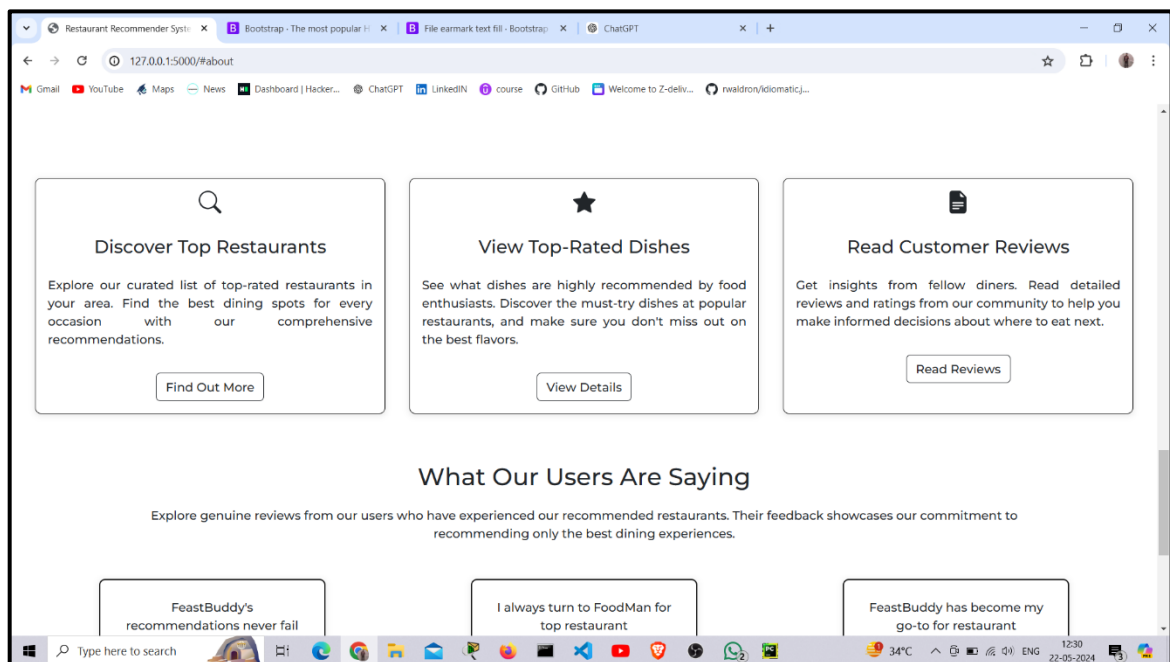 Restaurant Recommender Syste
Bootstrap · The most popular H
File earmark text fill · Bootstrap
ChatGPT
127.0.0.1:5000/#about
Gmail YouTube Maps News Dashboard | Hacker... ChatGPT LinkedIN course GitHub Welcome to Z-deliv... rwaldron/idiomatic.j...
Discover Top Restaurants
Explore our curated list of top-rated restaurants in
your area. Find the best dining spots for every
occasion with our comprehensive
recommendations.
Find Out More
View Top-Rated Dishes
See what dishes are highly recommended by food
enthusiasts. Discover the must-try dishes at popular
restaurants, and make sure you don't miss out on
the best flavors.
View Details
Read Customer Reviews
Get insights from fellow diners. Read detailed
reviews and ratings from our community to help you
make informed decisions about where to eat next.
Read Reviews
What Our Users Are Saying
Explore genuine reviews from our users who have experienced our recommended restaurants. Their feedback showcases our commitment to
recommending only the best dining experiences.
FeastBuddy's
recommendations never fail
I always turn to FoodMan for
top restaurant
FeastBuddy has become my
go-to for restaurant
Type here to search
34°C
ENG
12:30
22-05-2024